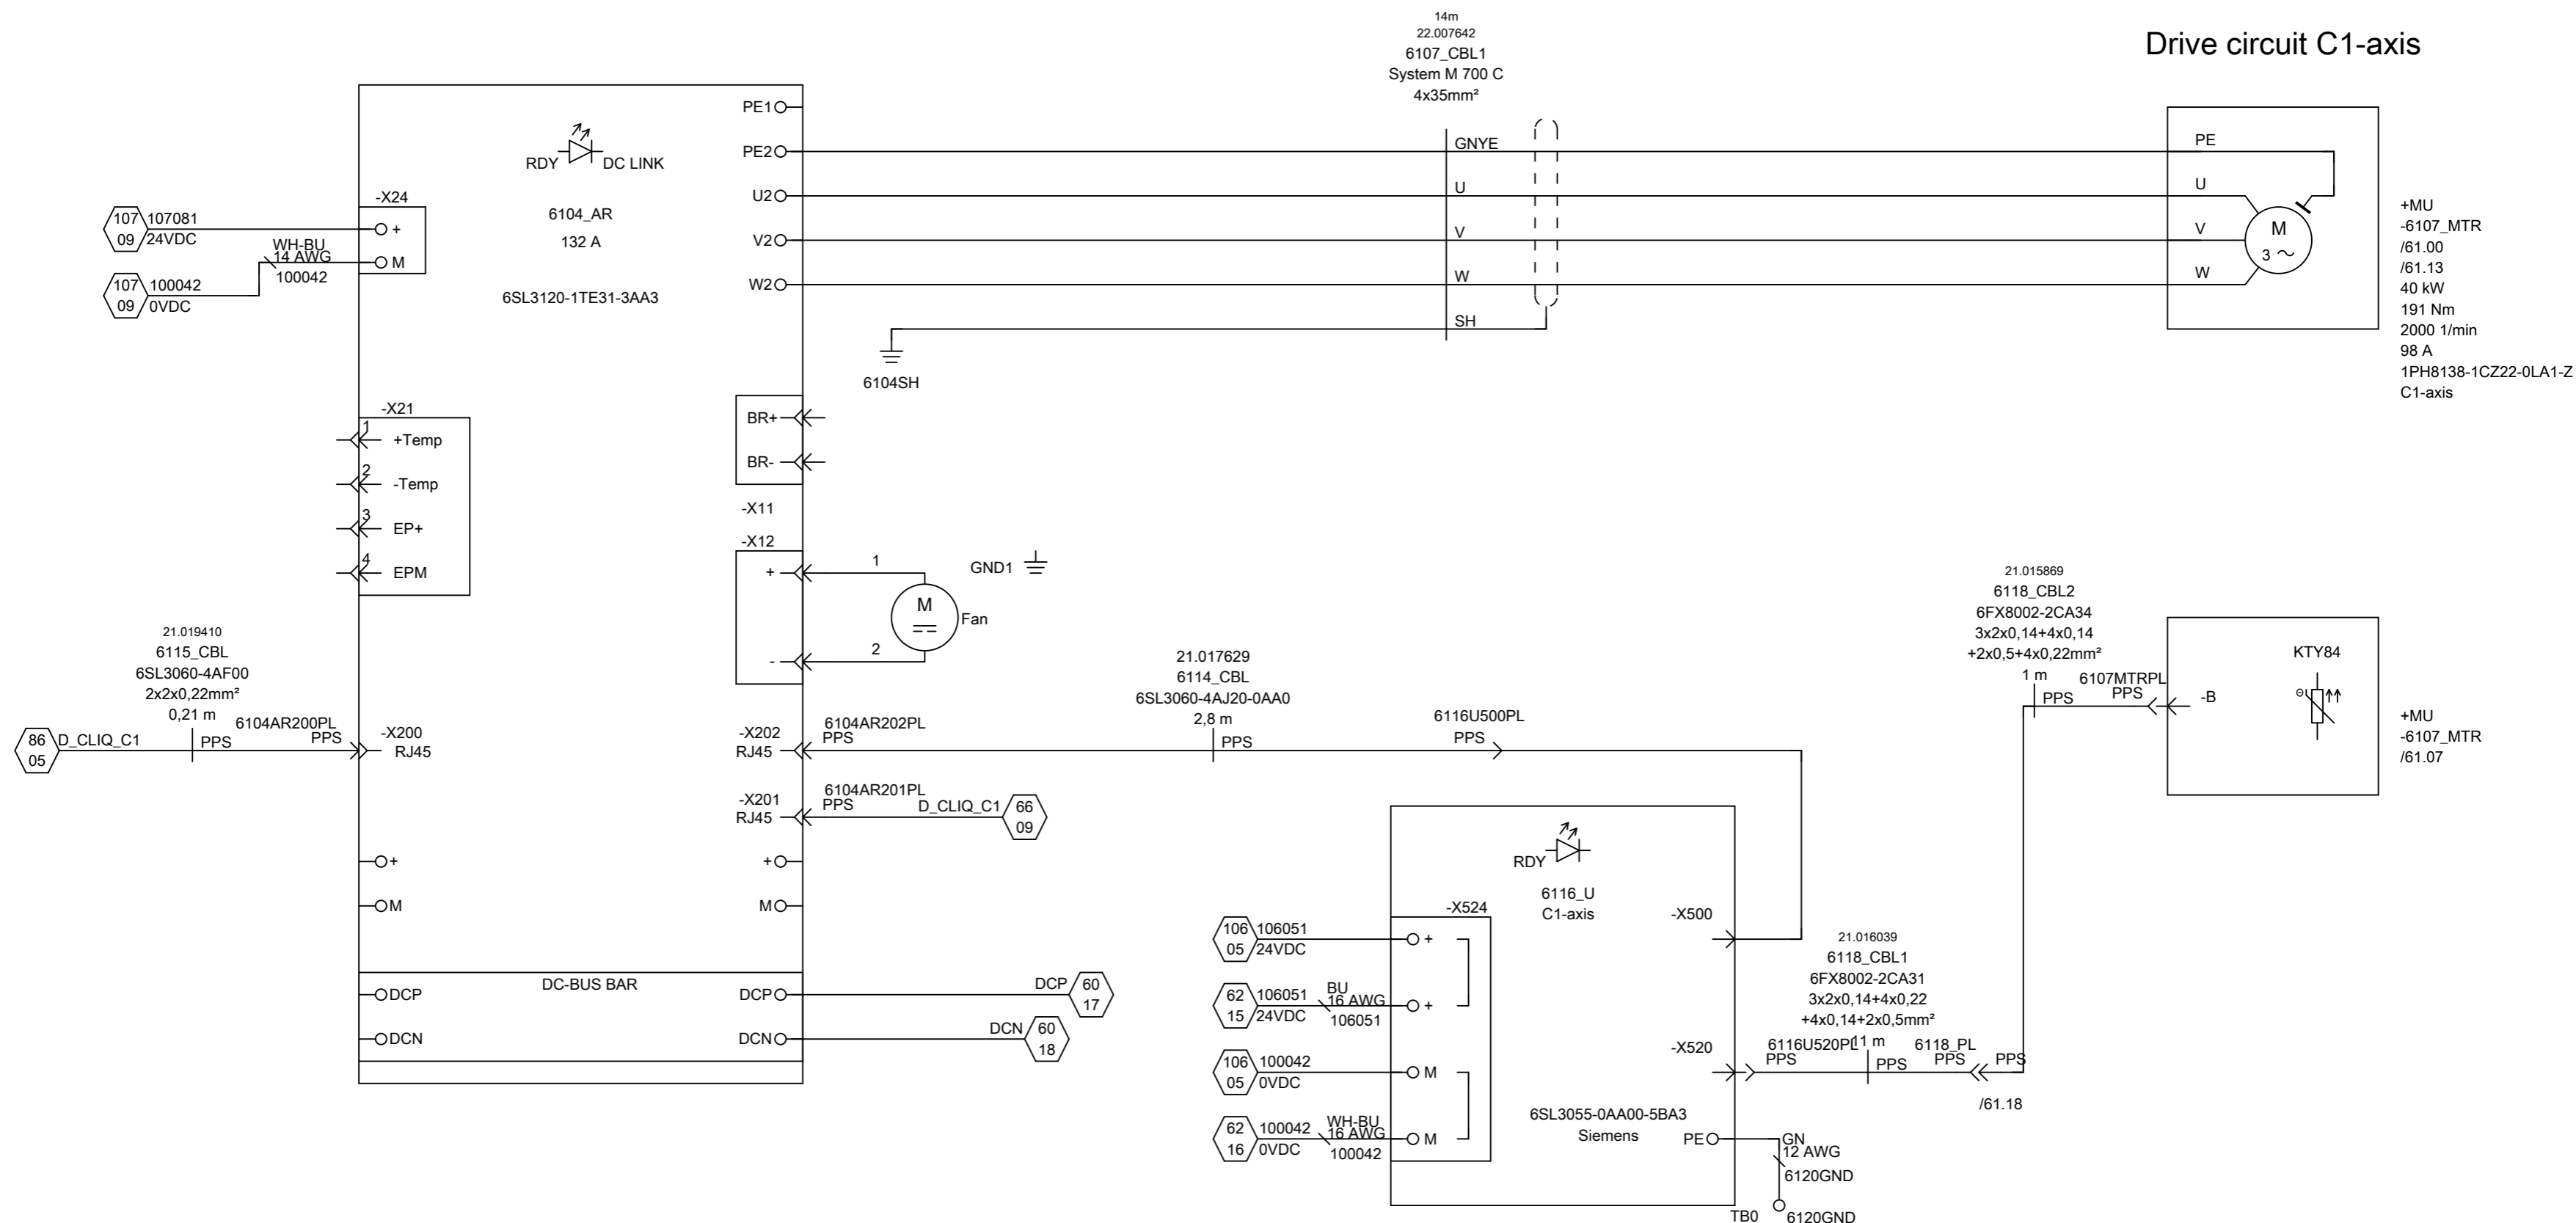 Drive circuit C1-axis
14m
22.007642
6107_CBL1
System M 700 C
4x35mm²
PE1
PE2
U2
V2
W2
GNYE
U
V
W
SH
6104SH
PE
U
V
W
M
3 ~
+MU
-6107_MTR
/61.00
/61.13
40 kW
191 Nm
2000 1/min
98 A
1PH8138-1CZ22-0LA1-Z
C1-axis
RDY
DC LINK
6104_AR
132 A
6SL3120-1TE31-3AA3
-X24
+
M
107
09
107081
24VDC
WH-BU
14 AWG
100042
107
09
100042
0VDC
-X21
1
+Temp
2
-Temp
3
EP+
4
EPM
BR+
BR-
-X11
-X12
+
-
1
2
M
Fan
GND1
21.019410
6115_CBL
6SL3060-4AF00
2x2x0,22mm²
0,21 m
86
05
D_CLIQ_C1
PPS
6104AR200PL
PPS
-X200
RJ45
-X202
RJ45
6104AR202PL
PPS
21.017629
6114_CBL
6SL3060-4AJ20-0AA0
2,8 m
PPS
6116U500PL
PPS
-X201
RJ45
6104AR201PL
PPS
D_CLIQ_C1
66
09
+
M
+
M
DC-BUS BAR
DCP
DCN
DCP
DCN
DCP
60
17
DCN
60
18
RDY
6116_U
C1-axis
-X524
-X500
-X520
106
05
106051
24VDC
+
62
15
106051
24VDC
BU
16 AWG
106051
+
106
05
100042
0VDC
M
62
16
100042
0VDC
WH-BU
16 AWG
100042
M
6SL3055-0AA00-5BA3
Siemens
PE
GN
12 AWG
6120GND
TB0
6120GND
21.016039
6118_CBL1
6FX8002-2CA31
3x2x0,14+4x0,22
+4x0,14+2x0,5mm²
11 m
6116U520PL
PPS
PPS
6118_PL
PPS
PPS
/61.18
21.015869
6118_CBL2
6FX8002-2CA34
3x2x0,14+4x0,14
+2x0,5+4x0,22mm²
1 m
PPS
6107MTRPL
PPS
-B
KTY84
+MU
-6107_MTR
/61.07